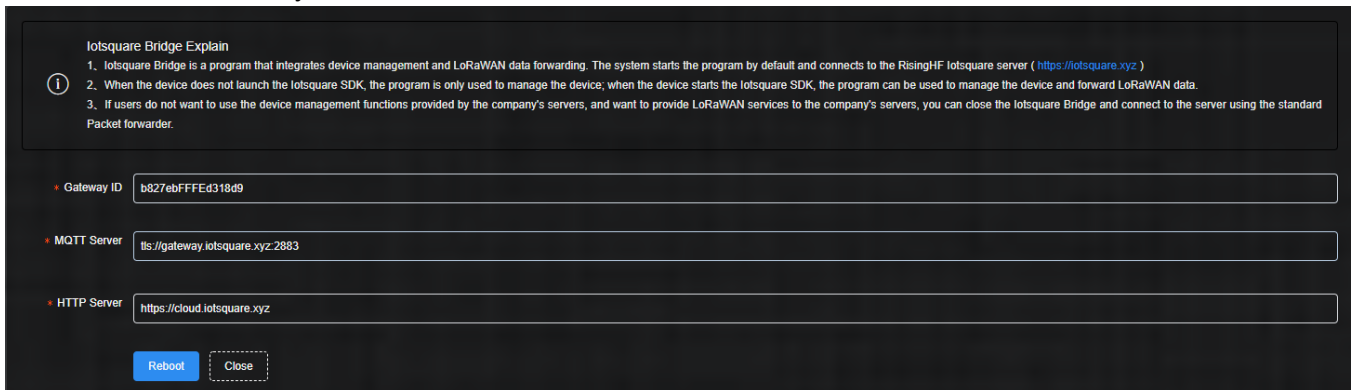 Iotsquare Bridge Explain
1、Iotsquare Bridge is a program that integrates device management and LoRaWAN data forwarding. The system starts the program by default and connects to the RisingHF Iotsquare server ( https://iotsquare.xyz )
2、When the device does not launch the Iotsquare SDK, the program is only used to manage the device; when the device starts the Iotsquare SDK, the program can be used to manage the device and forward LoRaWAN data.
3、If users do not want to use the device management functions provided by the company's servers, and want to provide LoRaWAN services to the company's servers, you can close the Iotsquare Bridge and connect to the server using the standard
Packet forwarder.
* Gateway ID b827ebFFFEd318d9
* MQTT Server tls://gateway.iotsquare.xyz:2883
* HTTP Server https://cloud.iotsquare.xyz
Reboot Close